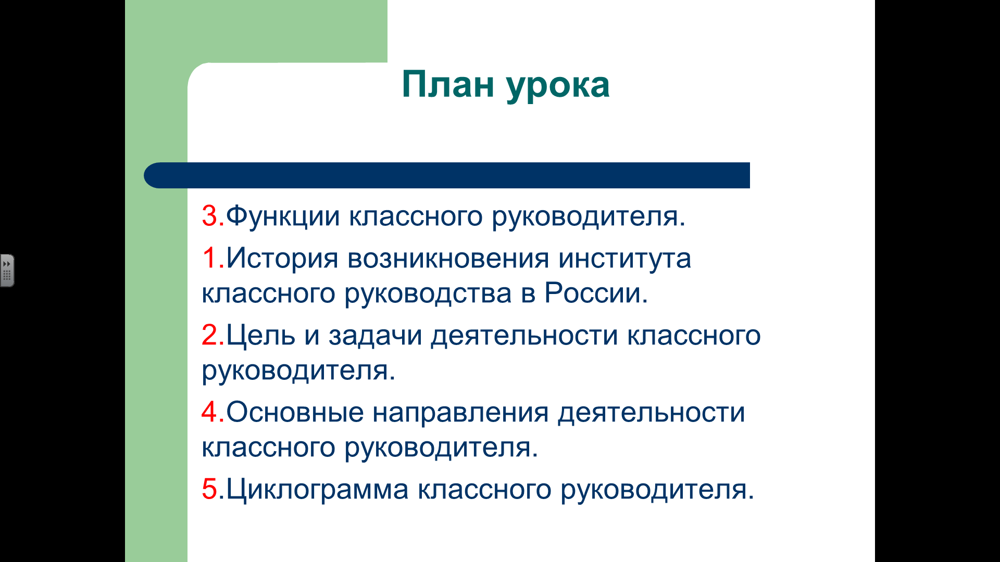 План урока
3.Функции классного руководителя.
1.История возникновения института
классного руководства в России.
2.Цель и задачи деятельности классного
руководителя.
4.Основные направления деятельности
классного руководителя.
5.Циклограмма классного руководителя.